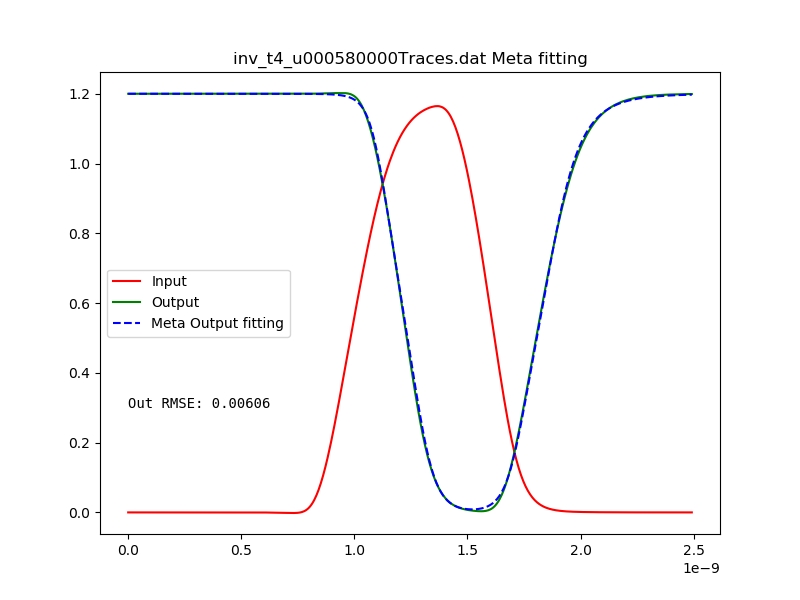 inv_t4_u000580000Traces.dat Meta fitting
1.2
1.0
0.8
0.6
0.4
0.2
0.0
Input
Output
Meta Output fitting
Out RMSE: 0.00606
0.0
0.5
1.0
1.5
2.0
2.5
1e−9